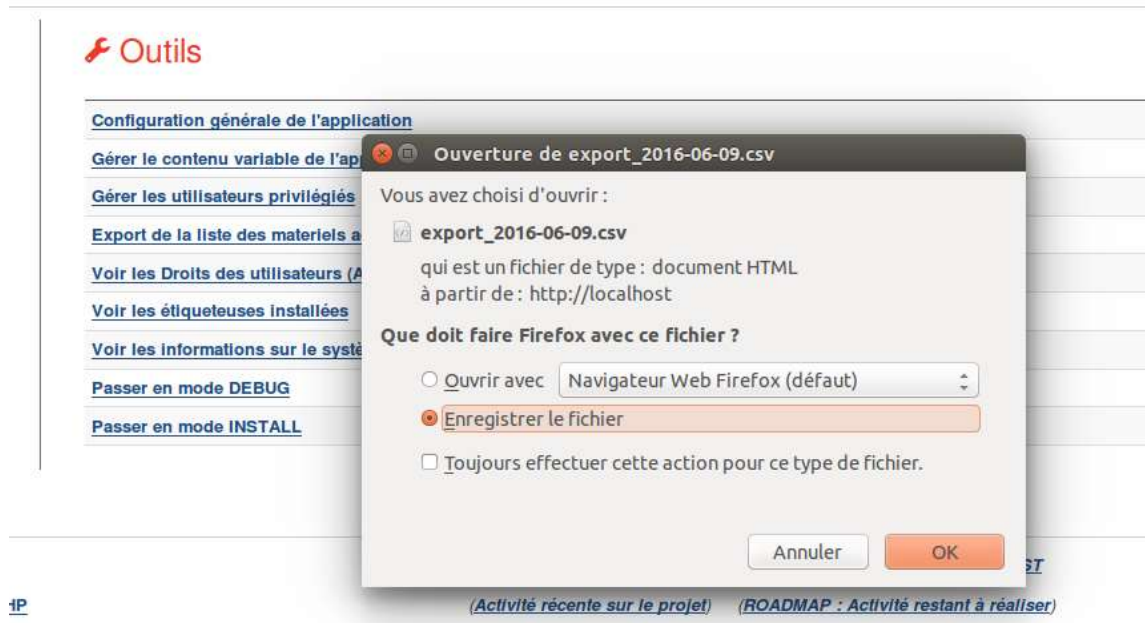 Outils
Configuration générale de l'application
Gérer le contenu variable de l'app
Gérer les utilisateurs privilégiés
Export de la liste des materiels a
Voir les Droits des utilisateurs (A
Voir les étiqueteuses installées
Voir les informations sur le systè
Passer en mode DEBUG
Passer en mode INSTALL
Ouverture de export_2016-06-09.csv
Vous avez choisi d'ouvrir :
export_2016-06-09.csv
qui est un fichier de type : document HTML
à partir de : http://localhost
Que doit faire Firefox avec ce fichier ?
Ouvrir avec Navigateur Web Firefox (défaut)
Enregistrer le fichier
Toujours effectuer cette action pour ce type de fichier.
Annuler OK
ST
HP (Activité récente sur le projet) (ROADMAP : Activité restant à réaliser)